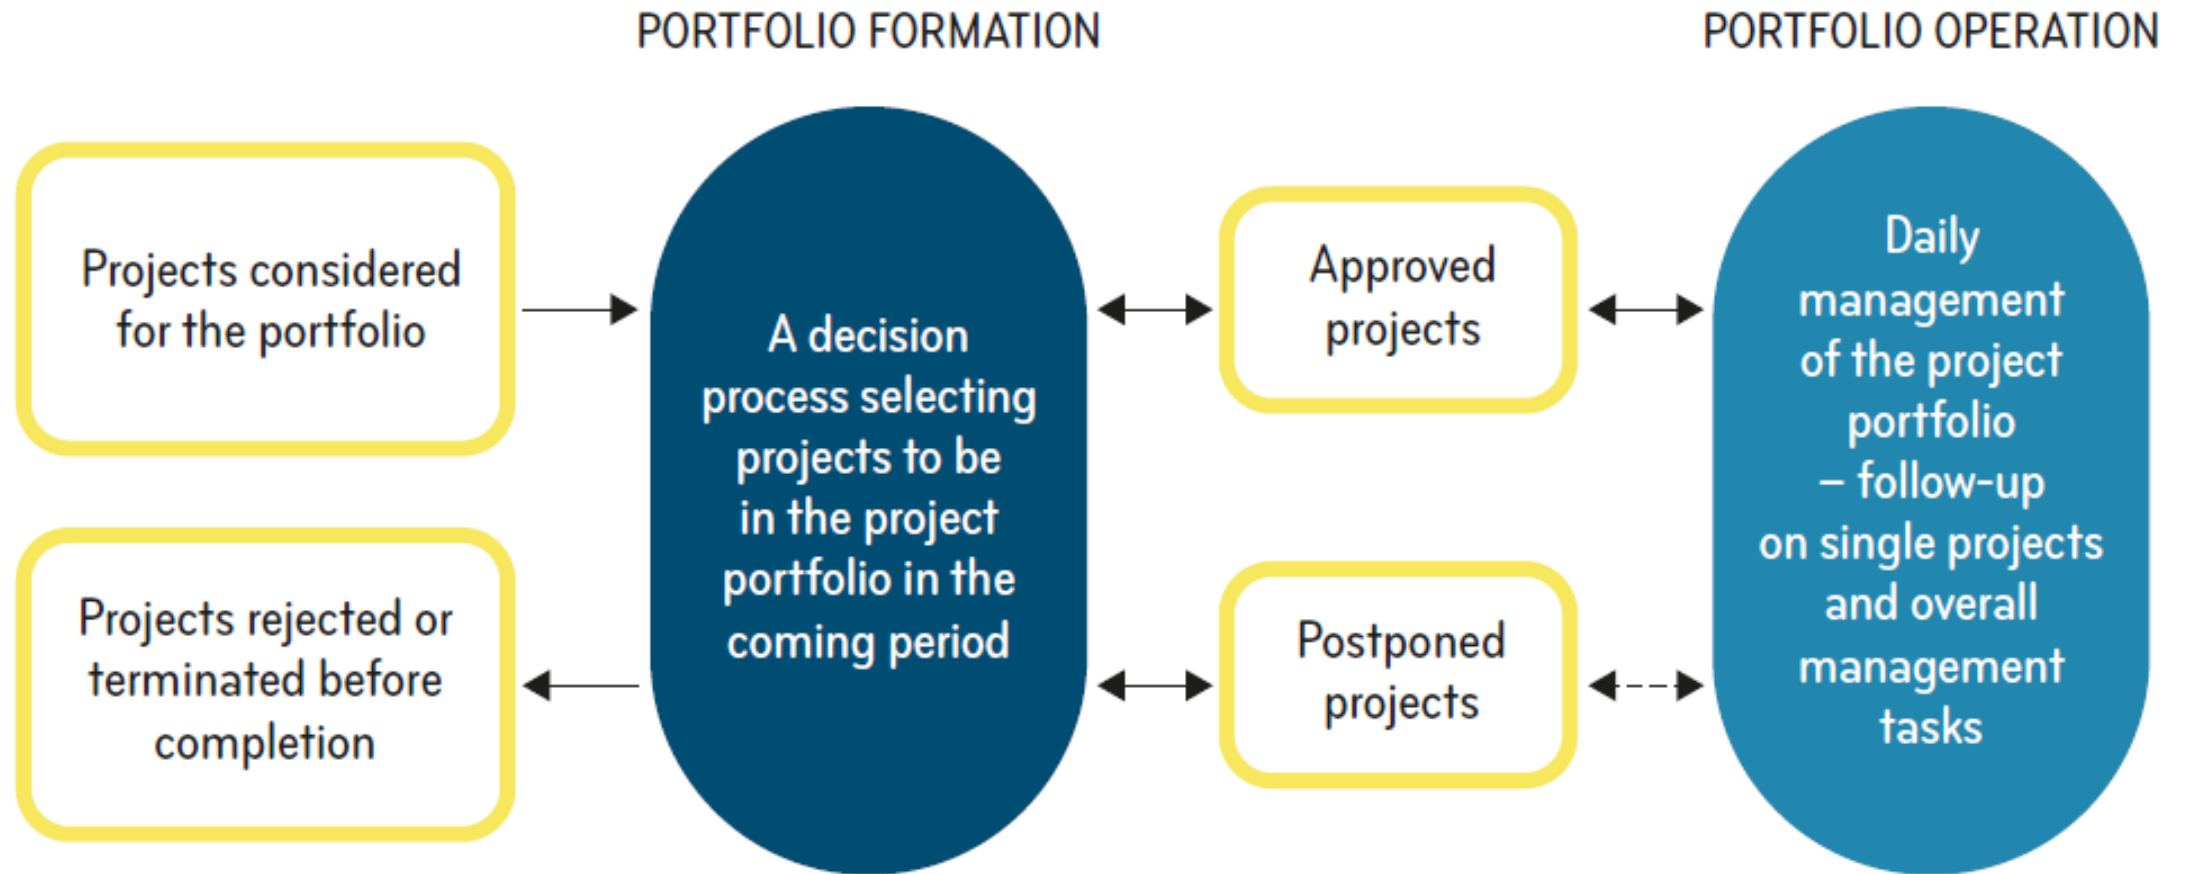 PORTFOLIO FORMATION
PORTFOLIO OPERATION
Projects considered
for the portfolio
Projects rejected or
terminated before
completion
A decision
process selecting
projects to be
in the project
portfolio in the
coming period
Approved
projects
Postponed
projects
Daily
management
of the project
portfolio
– follow-up
on single projects
and overall
management
tasks